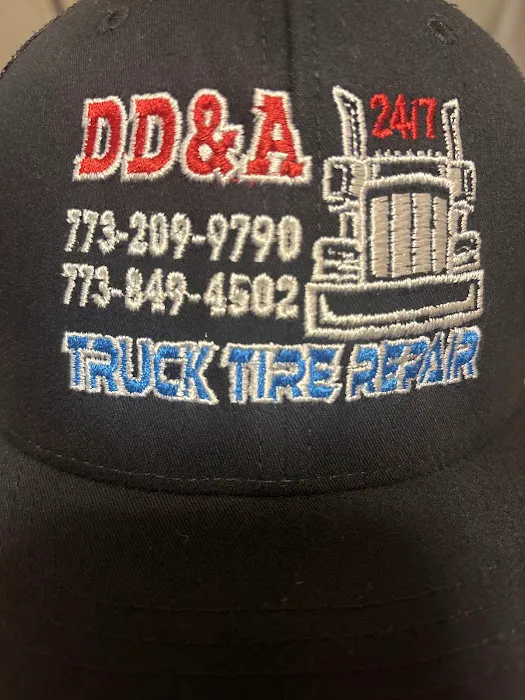 DD&A
24/7
773-209-9790
773-849-4502
TRUCK TIRE REPAIR